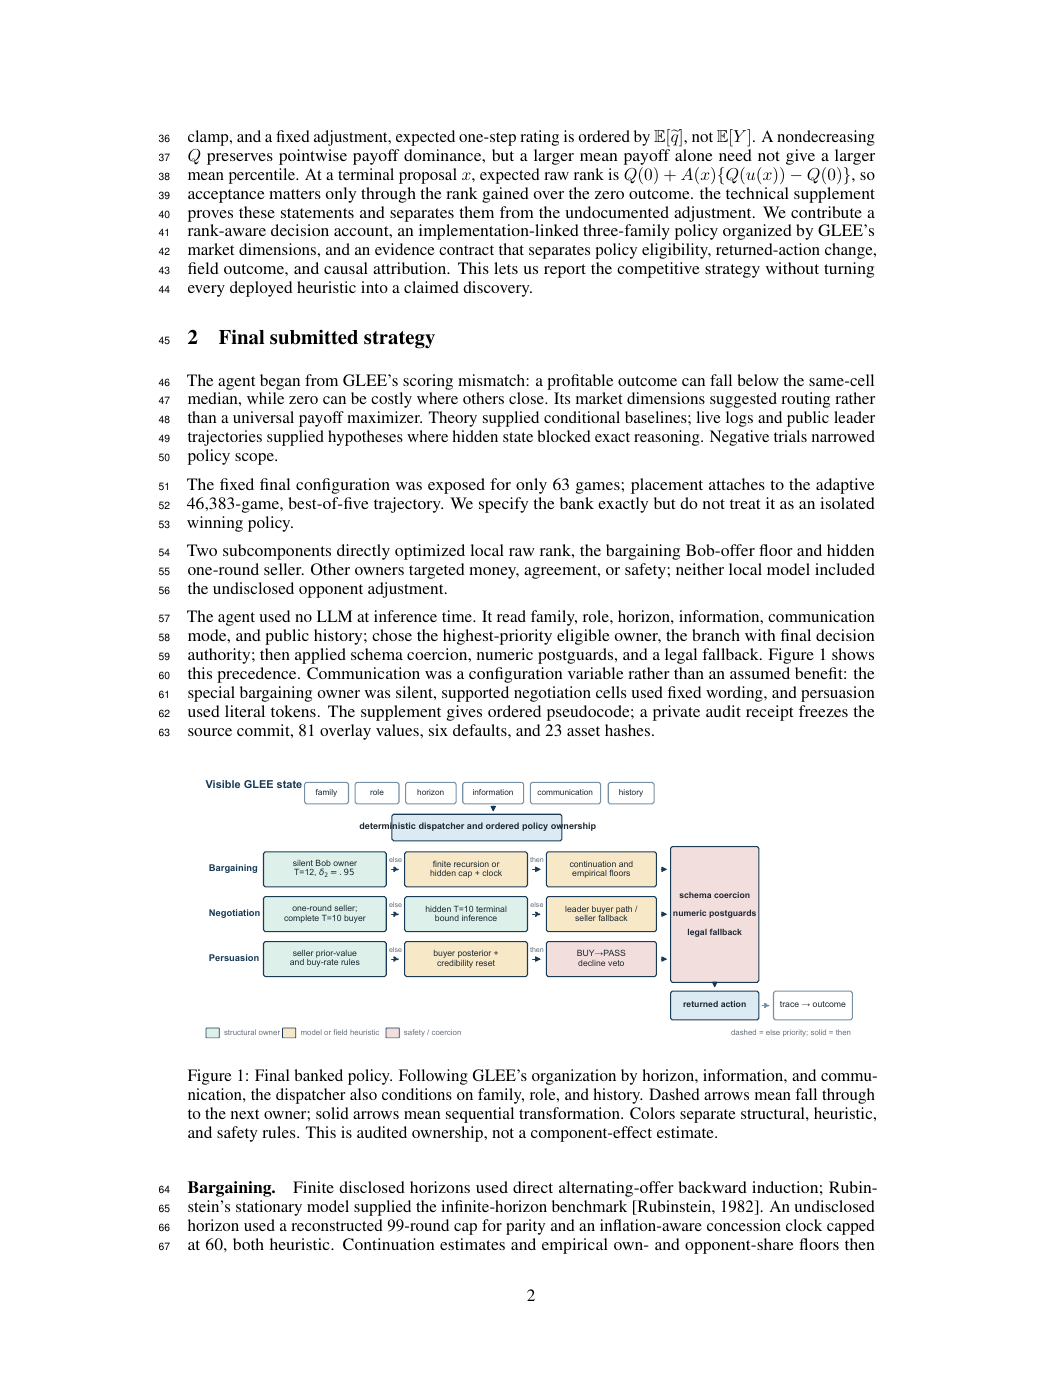 36 clamp, and a fixed adjustment, expected one-step rating is ordered by 𝔼[q̃], not 𝔼[Y]. A nondecreasing
37 Q preserves pointwise payoff dominance, but a larger mean payoff alone need not give a larger
38 mean percentile. At a terminal proposal x, expected raw rank is Q(0) + A(x){Q(u(x)) − Q(0)}, so
39 acceptance matters only through the rank gained over the zero outcome. the technical supplement
40 proves these statements and separates them from the undocumented adjustment. We contribute a
41 rank-aware decision account, an implementation-linked three-family policy organized by GLEE's
42 market dimensions, and an evidence contract that separates policy eligibility, returned-action change,
43 field outcome, and causal attribution. This lets us report the competitive strategy without turning
44 every deployed heuristic into a claimed discovery.
45 2 Final submitted strategy
46 The agent began from GLEE's scoring mismatch: a profitable outcome can fall below the same-cell
47 median, while zero can be costly where others close. Its market dimensions suggested routing rather
48 than a universal payoff maximizer. Theory supplied conditional baselines; live logs and public leader
49 trajectories supplied hypotheses where hidden state blocked exact reasoning. Negative trials narrowed
50 policy scope.
51 The fixed final configuration was exposed for only 63 games; placement attaches to the adaptive
52 46,383-game, best-of-five trajectory. We specify the bank exactly but do not treat it as an isolated
53 winning policy.
54 Two subcomponents directly optimized local raw rank, the bargaining Bob-offer floor and hidden
55 one-round seller. Other owners targeted money, agreement, or safety; neither local model included
56 the undisclosed opponent adjustment.
57 The agent used no LLM at inference time. It read family, role, horizon, information, communication
58 mode, and public history; chose the highest-priority eligible owner, the branch with final decision
59 authority; then applied schema coercion, numeric postguards, and a legal fallback. Figure 1 shows
60 this precedence. Communication was a configuration variable rather than an assumed benefit: the
61 special bargaining owner was silent, supported negotiation cells used fixed wording, and persuasion
62 used literal tokens. The supplement gives ordered pseudocode; a private audit receipt freezes the
63 source commit, 81 overlay values, six defaults, and 23 asset hashes.
Visible GLEE state family role horizon information communication history
deterministic dispatcher and ordered policy ownership
Bargaining
silent Bob owner
T=12, δ₂ = .95
else
finite recursion or
hidden cap + clock
then
continuation and
empirical floors
Negotiation
one-round seller;
complete T=10 buyer
else
hidden T=10 terminal
bound inference
else
leader buyer path /
seller fallback
Persuasion
seller prior-value
and buy-rate rules
else
buyer posterior +
credibility reset
then
BUY→PASS
decline veto
schema coercion
numeric postguards
legal fallback
returned action
trace → outcome
structural owner model or field heuristic safety / coercion
dashed = else priority; solid = then
Figure 1: Final banked policy. Following GLEE's organization by horizon, information, and commu-
nication, the dispatcher also conditions on family, role, and history. Dashed arrows mean fall through
to the next owner; solid arrows mean sequential transformation. Colors separate structural, heuristic,
and safety rules. This is audited ownership, not a component-effect estimate.
64 Bargaining. Finite disclosed horizons used direct alternating-offer backward induction; Rubin-
65 stein's stationary model supplied the infinite-horizon benchmark [Rubinstein, 1982]. An undisclosed
66 horizon used a reconstructed 99-round cap for parity and an inflation-aware concession clock capped
67 at 60, both heuristic. Continuation estimates and empirical own- and opponent-share floors then
2